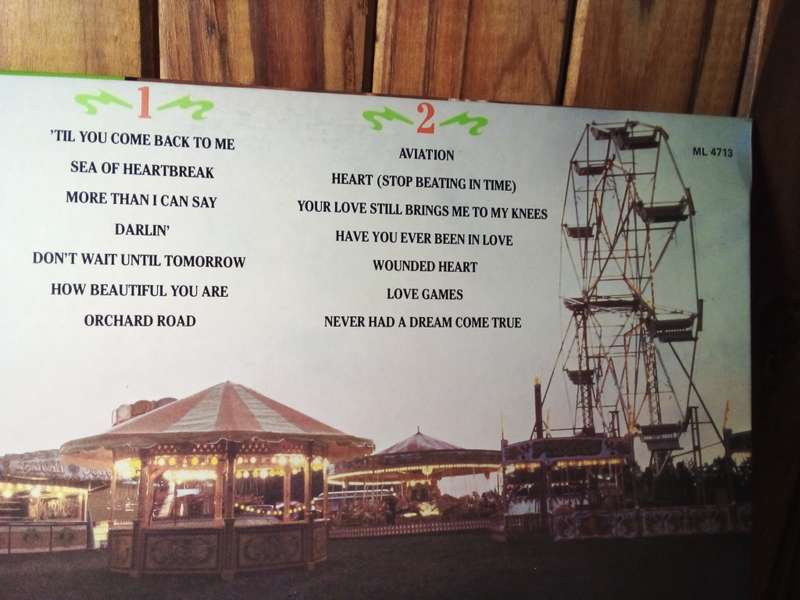 1
'TIL YOU COME BACK TO ME
SEA OF HEARTBREAK
MORE THAN I CAN SAY
DARLIN'
DON'T WAIT UNTIL TOMORROW
HOW BEAUTIFUL YOU ARE
ORCHARD ROAD
2
AVIATION
HEART (STOP BEATING IN TIME)
YOUR LOVE STILL BRINGS ME TO MY KNEES
HAVE YOU EVER BEEN IN LOVE
WOUNDED HEART
LOVE GAMES
NEVER HAD A DREAM COME TRUE
ML 4713